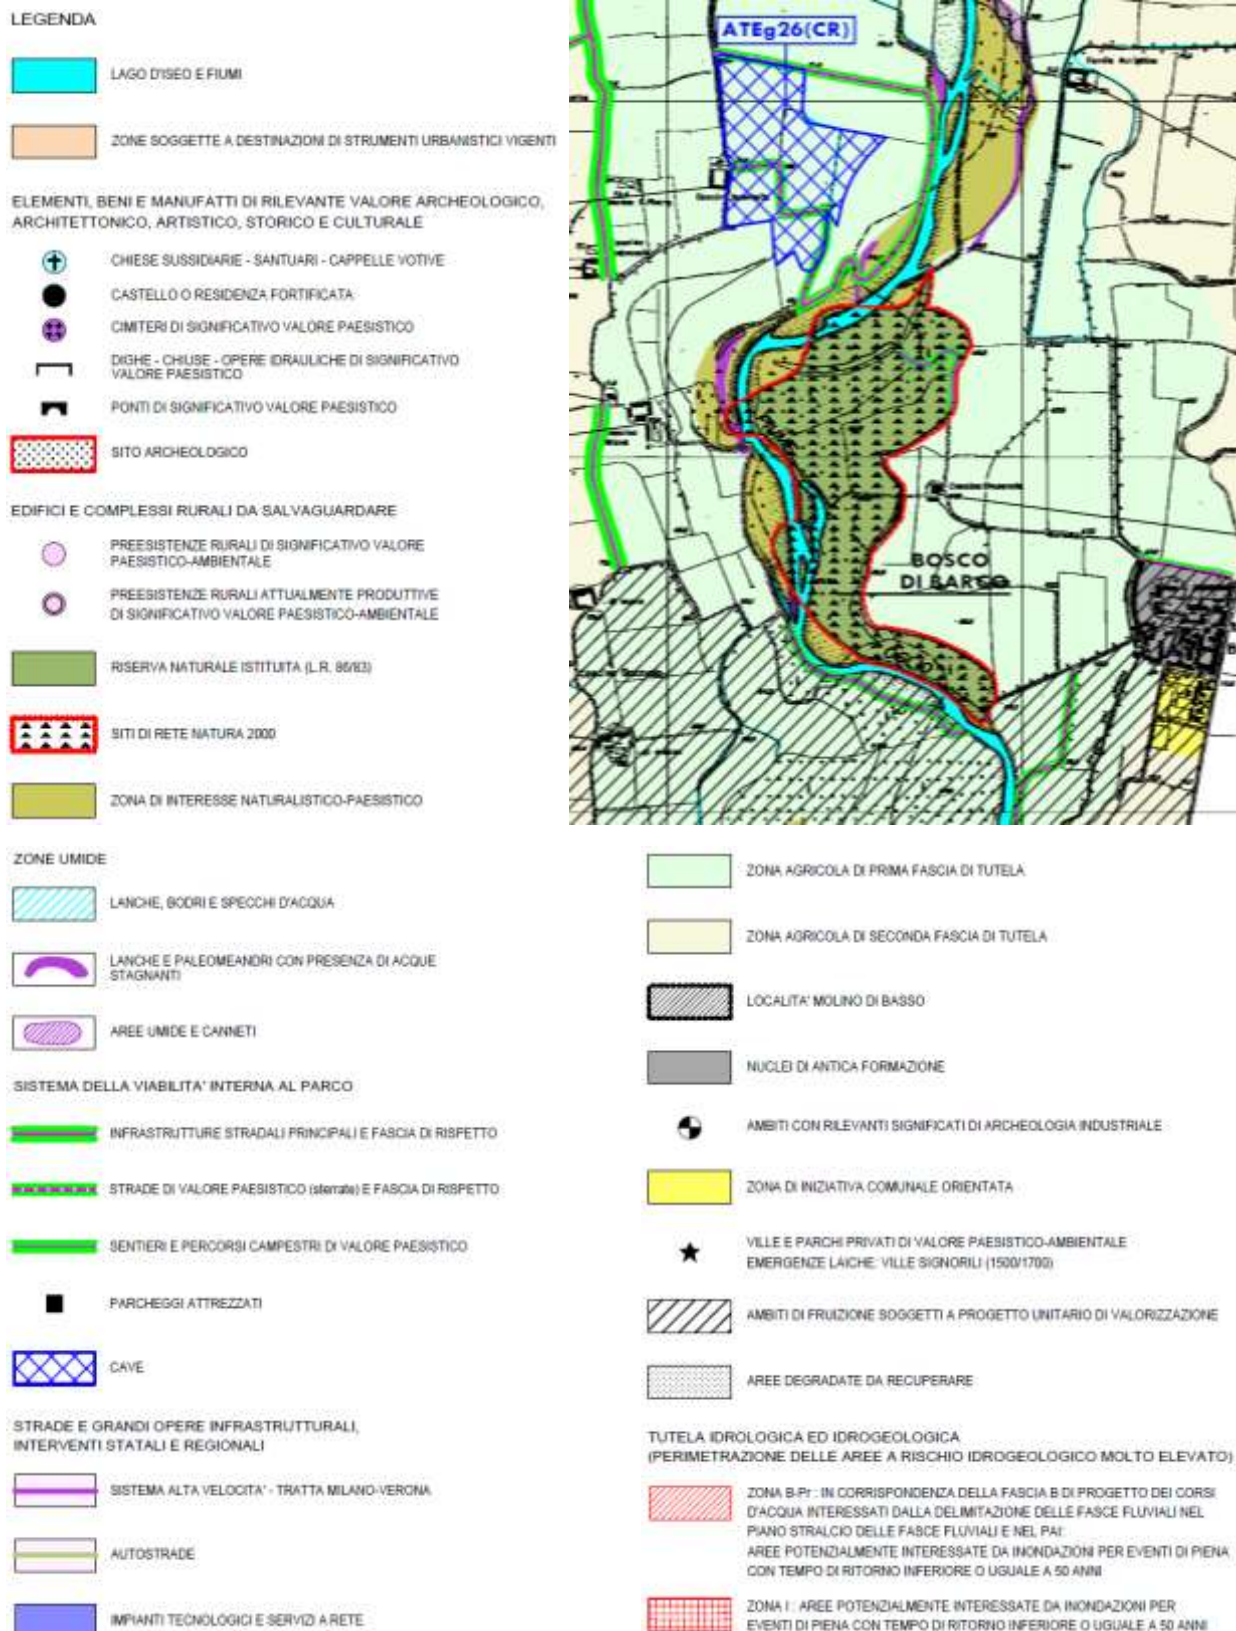 LEGENDA
LAGO D'ISEO E FIUMI
ZONE SOGGETTE A DESTINAZIONI DI STRUMENTI URBANISTICI VIGENTI
ELEMENTI, BENI E MANUFATTI DI RILEVANTE VALORE ARCHEOLOGICO,
ARCHITETTONICO, ARTISTICO, STORICO E CULTURALE
CHIESE SUSSIDIARIE - SANTUARI - CAPPELLE VOTIVE
CASTELLO O RESIDENZA FORTIFICATA
CIMITERI DI SIGNIFICATIVO VALORE PAESISTICO
DIGHE - CHIUSE - OPERE IDRAULICHE DI SIGNIFICATIVO
VALORE PAESISTICO
PONTI DI SIGNIFICATIVO VALORE PAESISTICO
SITO ARCHEOLOGICO
EDIFICI E COMPLESSI RURALI DA SALVAGUARDARE
PREESISTENZE RURALI DI SIGNIFICATIVO VALORE
PAESISTICO-AMBIENTALE
PREESISTENZE RURALI ATTUALMENTE PRODUTTIVE
DI SIGNIFICATIVO VALORE PAESISTICO-AMBIENTALE
RISERVA NATURALE ISTITUITA (L.R. 86/83)
SITI DI RETE NATURA 2000
ZONA DI INTERESSE NATURALISTICO-PAESISTICO
ATEg26(CR)
BOSCO
DI BARCO
ZONE UMIDE
LANCHE, BODRI E SPECCHI D'ACQUA
LANCHE E PALEOMEANDRI CON PRESENZA DI ACQUE
STAGNANTI
AREE UMIDE E CANNETI
SISTEMA DELLA VIABILITA' INTERNA AL PARCO
INFRASTRUTTURE STRADALI PRINCIPALI E FASCIA DI RISPETTO
STRADE DI VALORE PAESISTICO (sterrate) E FASCIA DI RISPETTO
SENTIERI E PERCORSI CAMPESTRI DI VALORE PAESISTICO
PARCHEGGI ATTREZZATI
CAVE
STRADE E GRANDI OPERE INFRASTRUTTURALI,
INTERVENTI STATALI E REGIONALI
SISTEMA ALTA VELOCITA' - TRATTA MILANO-VERONA
AUTOSTRADE
IMPIANTI TECNOLOGICI E SERVIZI A RETE
ZONA AGRICOLA DI PRIMA FASCIA DI TUTELA
ZONA AGRICOLA DI SECONDA FASCIA DI TUTELA
LOCALITA' MOLINO DI BASSO
NUCLEI DI ANTICA FORMAZIONE
AMBITI CON RILEVANTI SIGNIFICATI DI ARCHEOLOGIA INDUSTRIALE
ZONA DI INIZIATIVA COMUNALE ORIENTATA
VILLE E PARCHI PRIVATI DI VALORE PAESISTICO-AMBIENTALE
EMERGENZE LAICHE: VILLE SIGNORILI (1500/1700)
AMBITI DI FRUIZIONE SOGGETTI A PROGETTO UNITARIO DI VALORIZZAZIONE
AREE DEGRADATE DA RECUPERARE
TUTELA IDROLOGICA ED IDROGEOLOGICA
(PERIMETRAZIONE DELLE AREE A RISCHIO IDROGEOLOGICO MOLTO ELEVATO)
ZONA B-Pr : IN CORRISPONDENZA DELLA FASCIA B DI PROGETTO DEI CORSI
D'ACQUA INTERESSATI DALLA DELIMITAZIONE DELLE FASCE FLUVIALI NEL
PIANO STRALCIO DELLE FASCE FLUVIALI E NEL PAI:
AREE POTENZIALMENTE INTERESSATE DA INONDAZIONI PER EVENTI DI PIENA
CON TEMPO DI RITORNO INFERIORE O UGUALE A 50 ANNI
ZONA I : AREE POTENZIALMENTE INTERESSATE DA INONDAZIONI PER
EVENTI DI PIENA CON TEMPO DI RITORNO INFERIORE O UGUALE A 50 ANNI